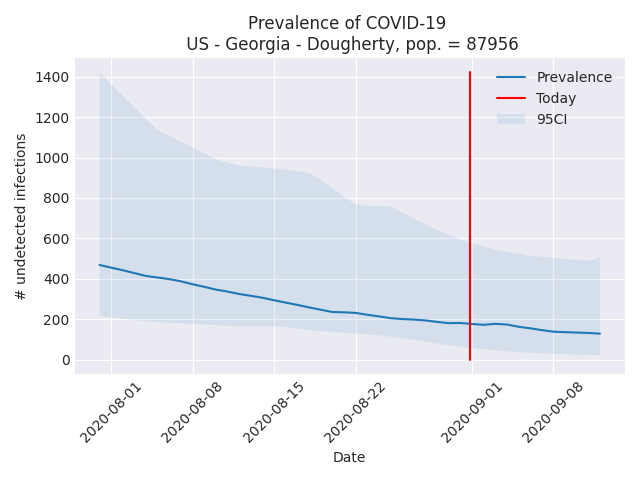 Prevalence of COVID-19
US - Georgia - Dougherty, pop. = 87956
Prevalence
Today
95CI
# undetected infections
1400
1200
1000
800
600
400
200
0
2020-08-01
2020-08-08
2020-08-15
2020-08-22
2020-09-01
2020-09-08
Date